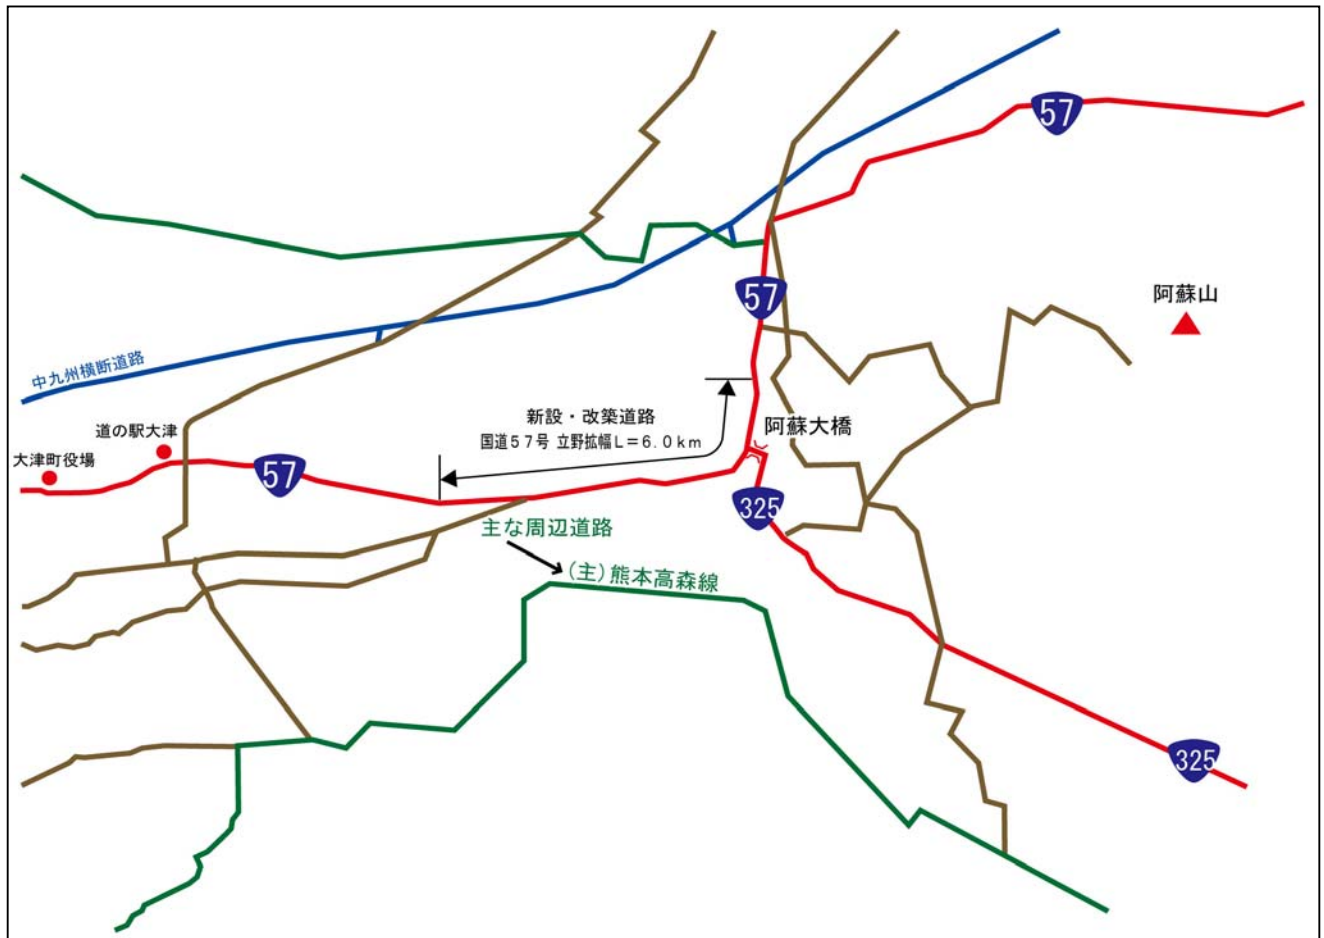 57
57
阿蘇山
中九州横断道路
新設・改築道路
国道57号 立野拡幅L=6.0km
阿蘇大橋
道の駅大津
大津町役場
57
325
主な周辺道路
(主)熊本高森線
325